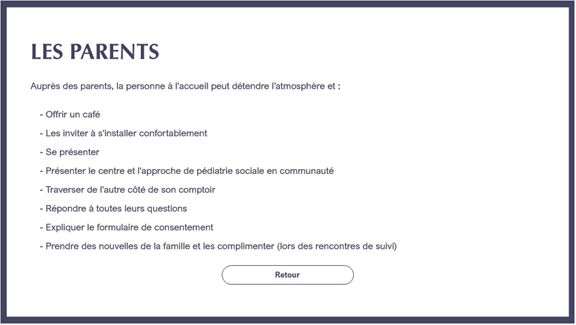 LES PARENTS
Auprès des parents, la personne à l'accueil peut détendre l'atmosphère et :
- Offrir un café
- Les inviter à s'installer confortablement
- Se présenter
- Présenter le centre et l'approche de pédiatrie sociale en communauté
- Traverser de l'autre côté de son comptoir
- Répondre à toutes leurs questions
- Expliquer le formulaire de consentement
- Prendre des nouvelles de la famille et les complimenter (lors des rencontres de suivi)
Retour